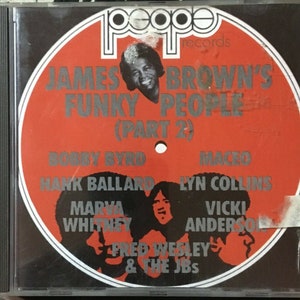 people
records
JAMES BROWN'S
FUNKY PEOPLE
(PART 2)
BOBBY BYRD MACEO
HANK BALLARD LYN COLLINS
MARVA WHITNEY VICKI ANDERSON
FRED WESLEY
& THE JBs